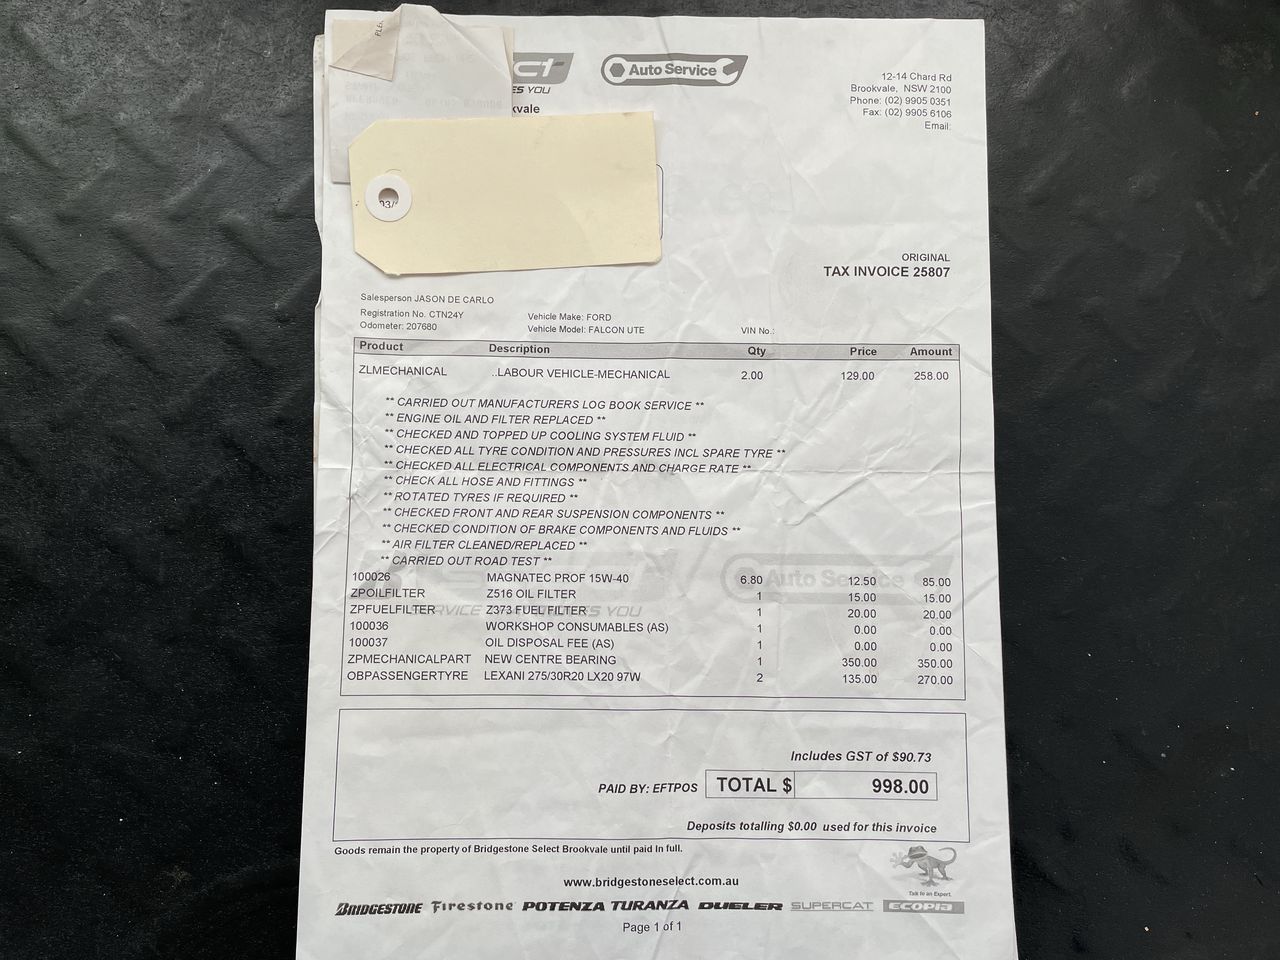 ct
ES YOU
Auto Service
kvale
12-14 Chard Rd
Brookvale, NSW 2100
Phone: (02) 9905 0351
Fax: (02) 9905 6106
Email:
ORIGINAL
TAX INVOICE 25807
Salesperson JASON DE CARLO
Registration No. CTN24Y
Odometer: 207680
Vehicle Make: FORD
Vehicle Model: FALCON UTE
VIN No.:
Product Description Qty Price Amount
ZLMECHANICAL ..LABOUR VEHICLE-MECHANICAL 2.00 129.00 258.00
** CARRIED OUT MANUFACTURERS LOG BOOK SERVICE **
** ENGINE OIL AND FILTER REPLACED **
** CHECKED AND TOPPED UP COOLING SYSTEM FLUID **
** CHECKED ALL TYRE CONDITION AND PRESSURES INCL SPARE TYRE **
** CHECKED ALL ELECTRICAL COMPONENTS AND CHARGE RATE **
** CHECK ALL HOSE AND FITTINGS **
** ROTATED TYRES IF REQUIRED **
** CHECKED FRONT AND REAR SUSPENSION COMPONENTS **
** CHECKED CONDITION OF BRAKE COMPONENTS AND FLUIDS **
** AIR FILTER CLEANED/REPLACED **
** CARRIED OUT ROAD TEST **
100026 MAGNATEC PROF 15W-40 6.80 12.50 85.00
ZPOILFILTER Z516 OIL FILTER 1 15.00 15.00
ZPFUELFILTER Z373 FUEL FILTER 1 20.00 20.00
100036 WORKSHOP CONSUMABLES (AS) 1 0.00 0.00
100037 OIL DISPOSAL FEE (AS) 1 0.00 0.00
ZPMECHANICALPART NEW CENTRE BEARING 1 350.00 350.00
OBPASSENGERTYRE LEXANI 275/30R20 LX20 97W 2 135.00 270.00
Auto Service
Includes GST of $90.73
PAID BY: EFTPOS TOTAL $ 998.00
Deposits totalling $0.00 used for this invoice
Goods remain the property of Bridgestone Select Brookvale until paid In full.
Talk to an Expert.
www.bridgestoneselect.com.au
BRIDGESTONE Firestone POTENZA TURANZA DUELER SUPERCAT ECOPIA
Page 1 of 1